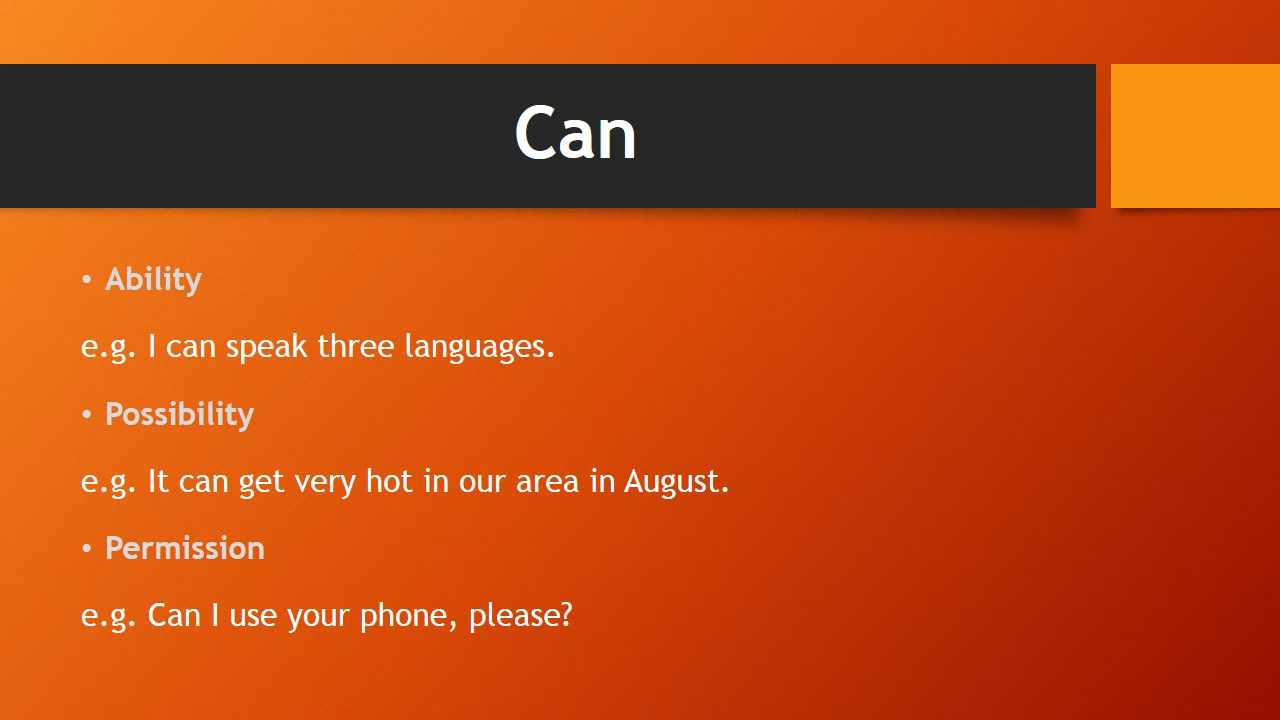 Can
• Ability
e.g. I can speak three languages.
• Possibility
e.g. It can get very hot in our area in August.
• Permission
e.g. Can I use your phone, please?